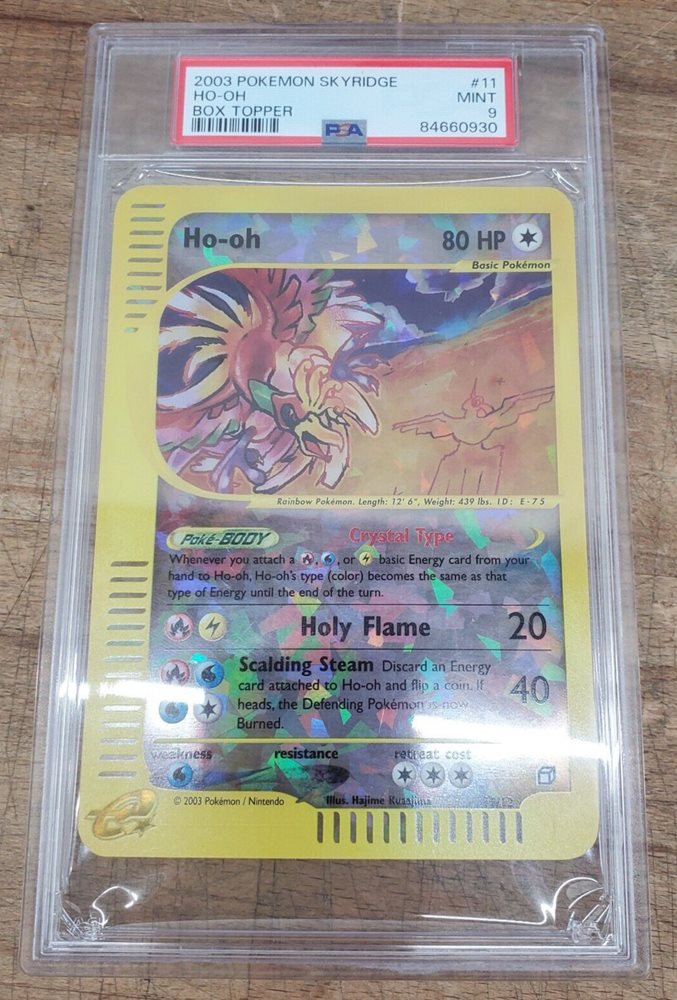 2003 POKEMON SKYRIDGE #11
HO-OH MINT
BOX TOPPER 9
PSA 84660930
Ho-oh 80 HP
Basic Pokémon
Rainbow Pokémon. Length: 12' 6", Weight: 439 lbs. ID: E-75
Poké-BODY Crystal Type
Whenever you attach a , , or basic Energy card from your
hand to Ho-oh, Ho-oh's type (color) becomes the same as that
type of Energy until the end of the turn.
Holy Flame 20
Scalding Steam Discard an Energy
card attached to Ho-oh and flip a coin. If
heads, the Defending Pokémon is now
Burned.
40
weakness resistance retreat cost
© 2003 Pokémon / Nintendo Illus. Hajime Kusajima